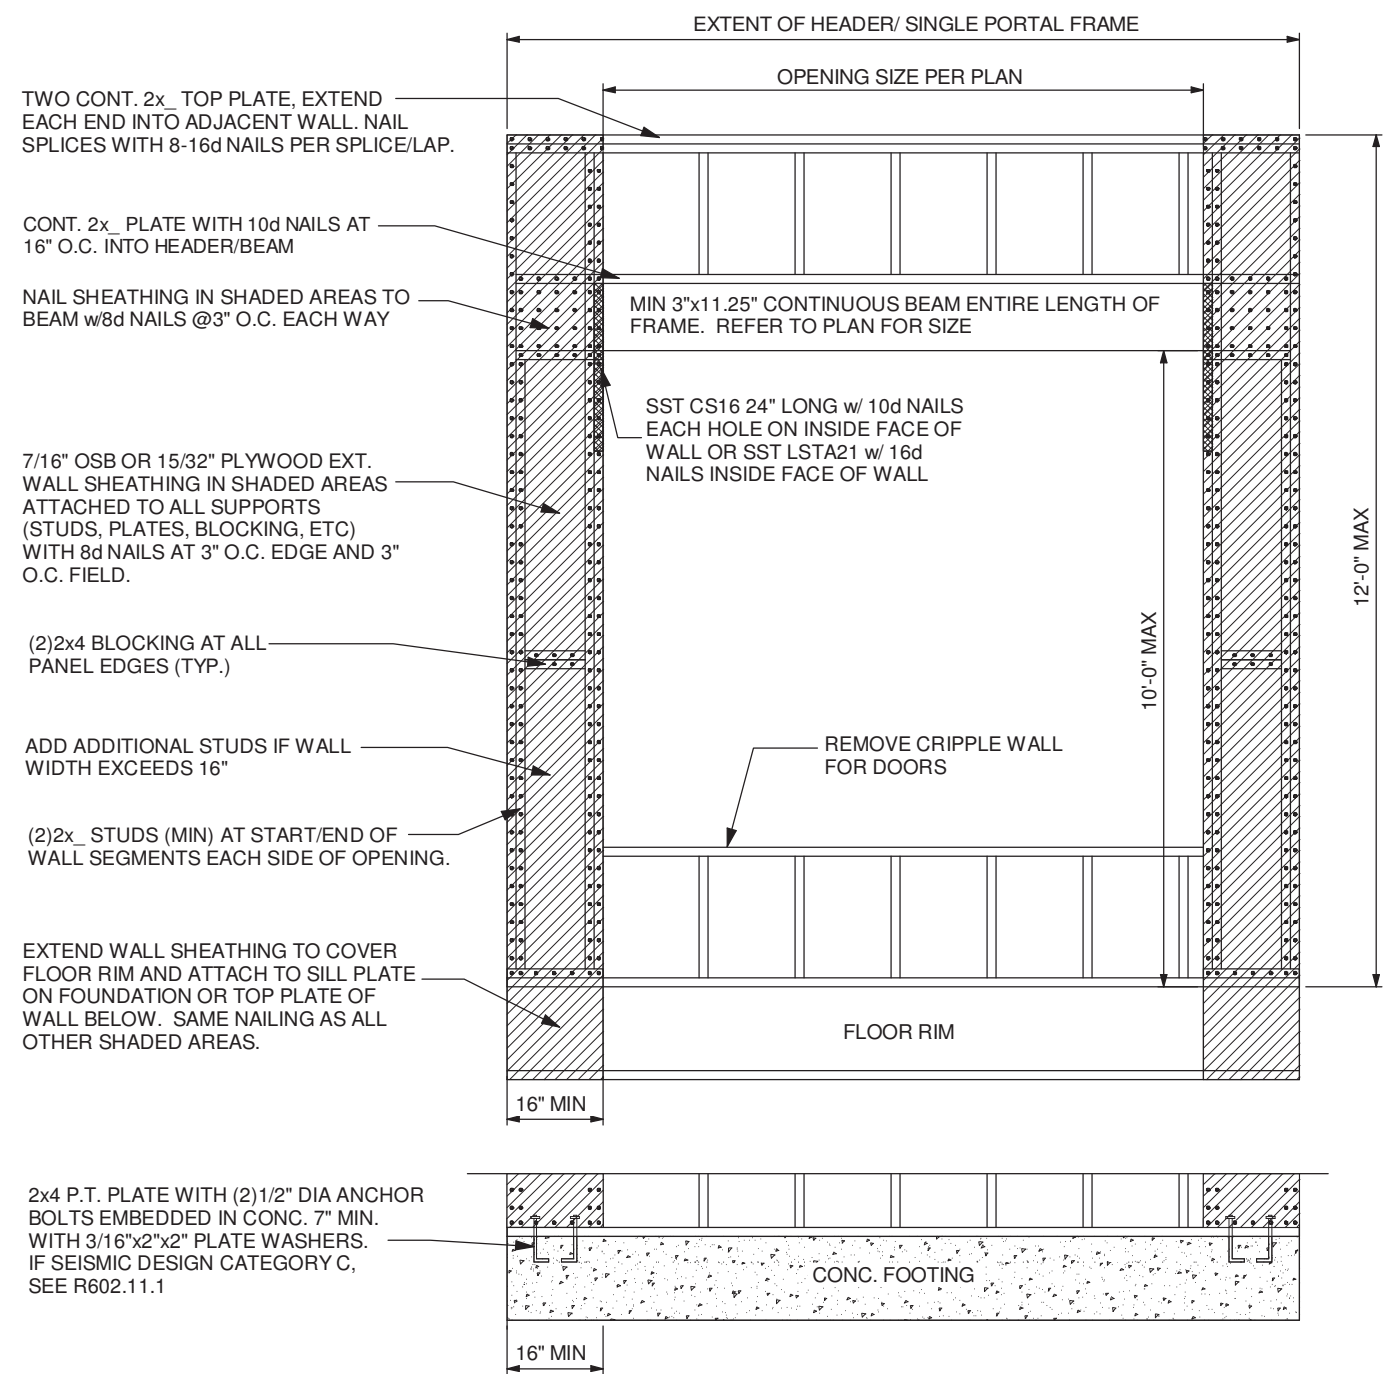 EXTENT OF HEADER/ SINGLE PORTAL FRAME
OPENING SIZE PER PLAN
TWO CONT. 2x_ TOP PLATE, EXTEND
EACH END INTO ADJACENT WALL. NAIL
SPLICES WITH 8-16d NAILS PER SPLICE/LAP.
CONT. 2x_ PLATE WITH 10d NAILS AT
16" O.C. INTO HEADER/BEAM
NAIL SHEATHING IN SHADED AREAS TO
BEAM w/8d NAILS @3" O.C. EACH WAY
MIN 3"x11.25" CONTINUOUS BEAM ENTIRE LENGTH OF
FRAME. REFER TO PLAN FOR SIZE
SST CS16 24" LONG w/ 10d NAILS
EACH HOLE ON INSIDE FACE OF
WALL OR SST LSTA21 w/ 16d
NAILS INSIDE FACE OF WALL
7/16" OSB OR 15/32" PLYWOOD EXT.
WALL SHEATHING IN SHADED AREAS
ATTACHED TO ALL SUPPORTS
(STUDS, PLATES, BLOCKING, ETC)
WITH 8d NAILS AT 3" O.C. EDGE AND 3"
O.C. FIELD.
12'-0" MAX
10'-0" MAX
(2)2x4 BLOCKING AT ALL
PANEL EDGES (TYP.)
ADD ADDITIONAL STUDS IF WALL
WIDTH EXCEEDS 16"
REMOVE CRIPPLE WALL
FOR DOORS
(2)2x_ STUDS (MIN) AT START/END OF
WALL SEGMENTS EACH SIDE OF OPENING.
EXTEND WALL SHEATHING TO COVER
FLOOR RIM AND ATTACH TO SILL PLATE
ON FOUNDATION OR TOP PLATE OF
WALL BELOW. SAME NAILING AS ALL
OTHER SHADED AREAS.
FLOOR RIM
16" MIN
2x4 P.T. PLATE WITH (2)1/2" DIA ANCHOR
BOLTS EMBEDDED IN CONC. 7" MIN.
WITH 3/16"x2"x2" PLATE WASHERS.
IF SEISMIC DESIGN CATEGORY C,
SEE R602.11.1
CONC. FOOTING
16" MIN